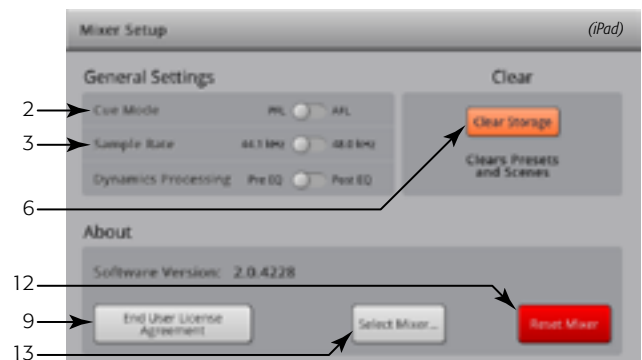 Mixer Setup (iPad)
General Settings
Clear
2 Cue Mode PFL AFL
3 Sample Rate 44.1 kHz 48.0 kHz
Dynamics Processing Pre EQ Post EQ
Clear Storage
Clears Presets
and Scenes
6
About
Software Version: 2.0.4228
12
9 End User License
Agreement
Select Mixer...
Reset Mixer
13